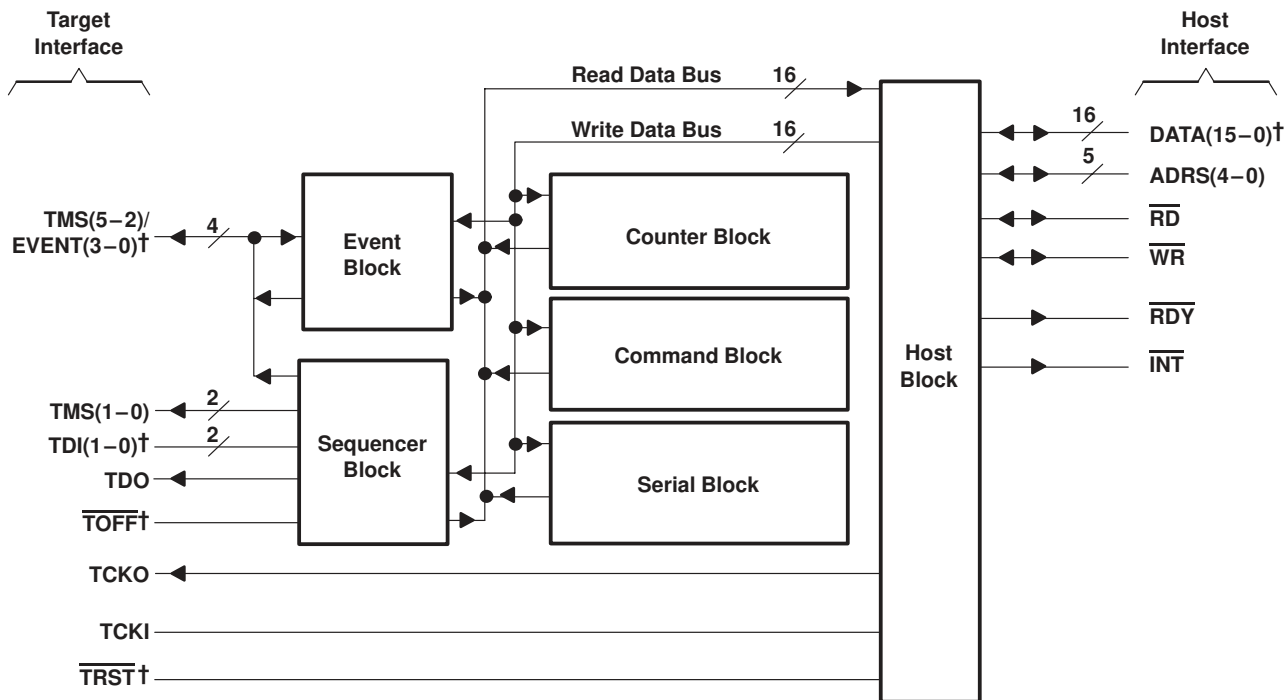 Target
Interface
Host
Interface
Read Data Bus 16
Write Data Bus 16
16
DATA(15–0)†
5
ADRS(4–0)
TMS(5–2)/
EVENT(3–0)†
4
Event
Block
Counter Block
RD
WR
RDY
INT
Command Block
Host
Block
TMS(1–0)
2
TDI(1–0)†
2
TDO
TOFF†
Sequencer
Block
Serial Block
TCKO
TCKI
TRST†